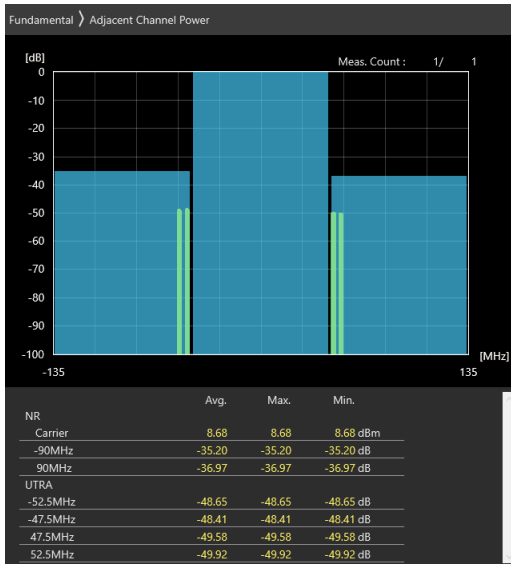 Fundamental 〉 Adjacent Channel Power
[dB]
Meas. Count : 1/ 1
0
-10
-20
-30
-40
-50
-60
-70
-80
-90
-100
[MHz]
-135 135
Avg. Max. Min.
NR
Carrier 8.68 8.68 8.68 dBm
-90MHz -35.20 -35.20 -35.20 dB
90MHz -36.97 -36.97 -36.97 dB
UTRA
-52.5MHz -48.65 -48.65 -48.65 dB
-47.5MHz -48.41 -48.41 -48.41 dB
47.5MHz -49.58 -49.58 -49.58 dB
52.5MHz -49.92 -49.92 -49.92 dB